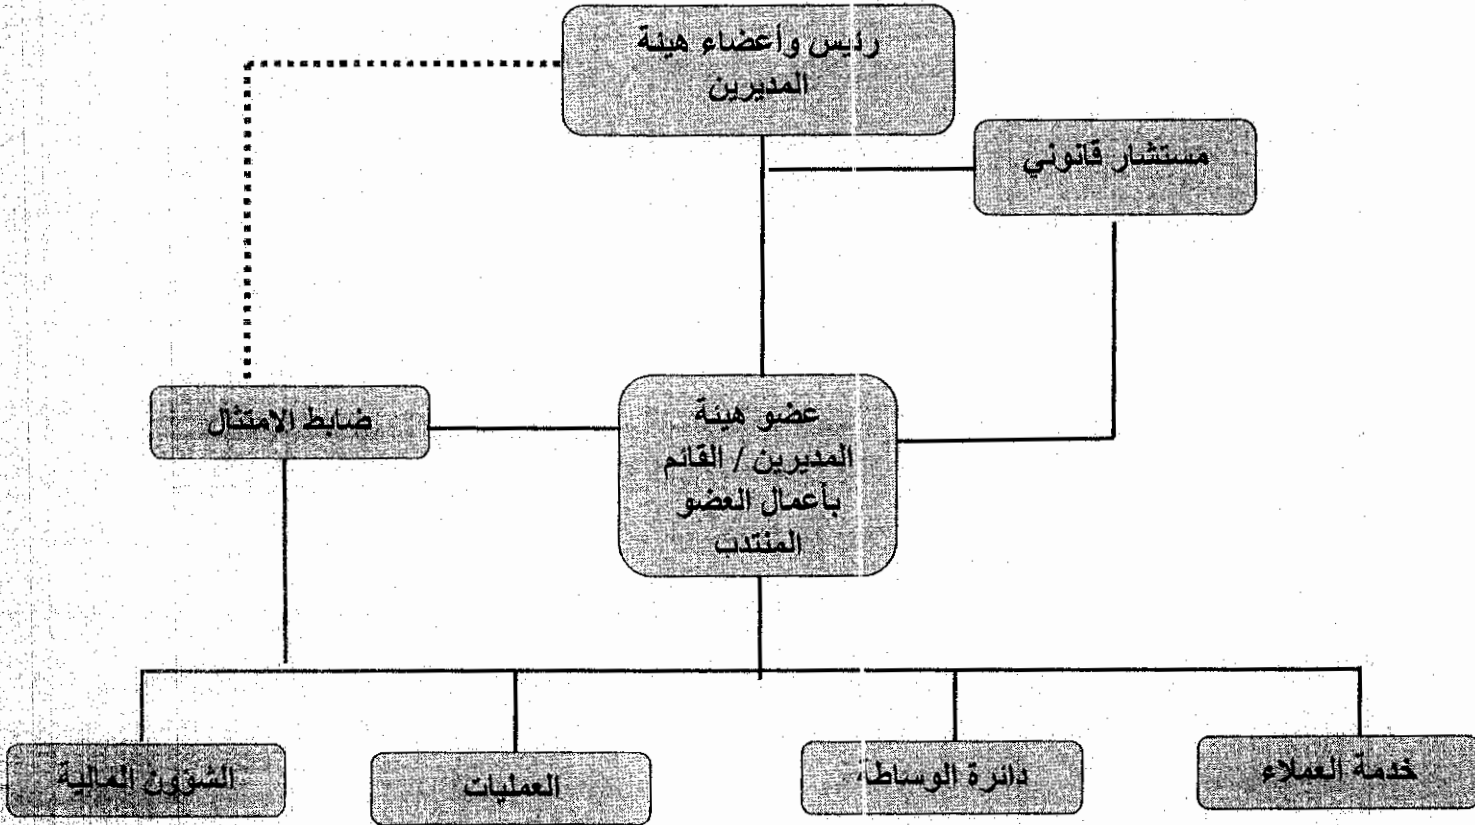 رئيس وأعضاء هيئة
المديرين
مستشار قانوني
ضابط الامتثال
عضو هيئة
المديرين / القائم
بأعمال العضو
المنتدب
خدمة العملاء
دائرة الوساطة
العمليات
الشؤون المالية